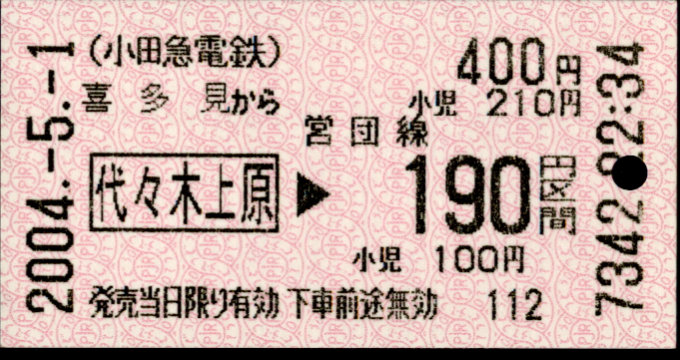 (小田急電鉄) 400円
喜多見から 小児 210円
営団線
代々木上原 ▶ 190円区間
小児 100円
発売当日限り有効 下車前途無効 112
2004.-5.-1
7342 22:34